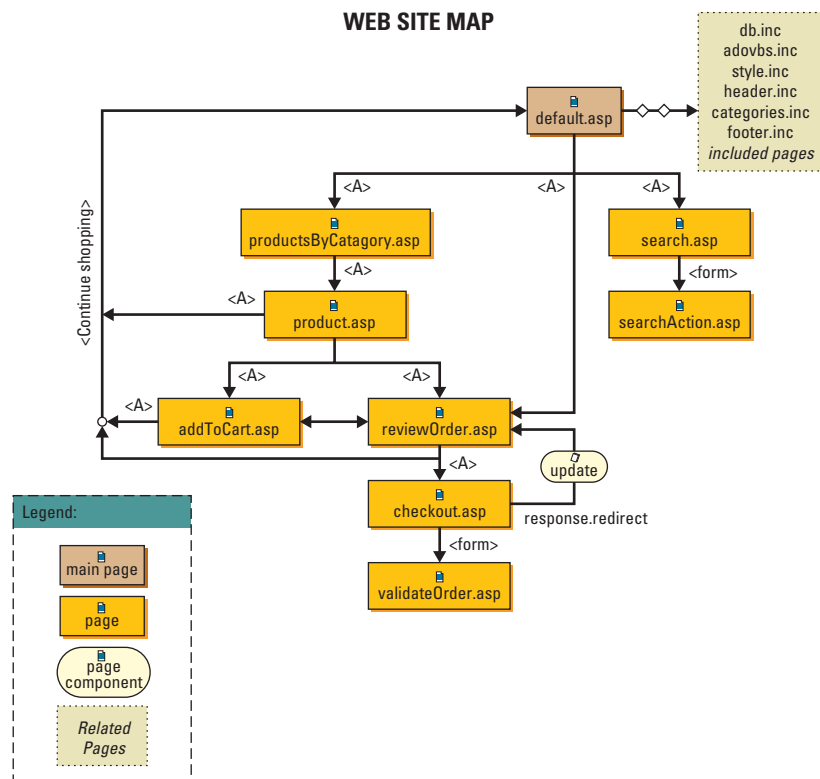 WEB SITE MAP
db.inc
adovbs.inc
style.inc
header.inc
categories.inc
footer.inc
included pages
default.asp
<A>
<A>
<A>
<Continue shopping>
productsByCatagory.asp
search.asp
<A>
<form>
<A>
product.asp
searchAction.asp
<A>
<A>
<A>
addToCart.asp
reviewOrder.asp
<A>
update
checkout.asp
response.redirect
<form>
validateOrder.asp
Legend:
main page
page
page
component
Related
Pages